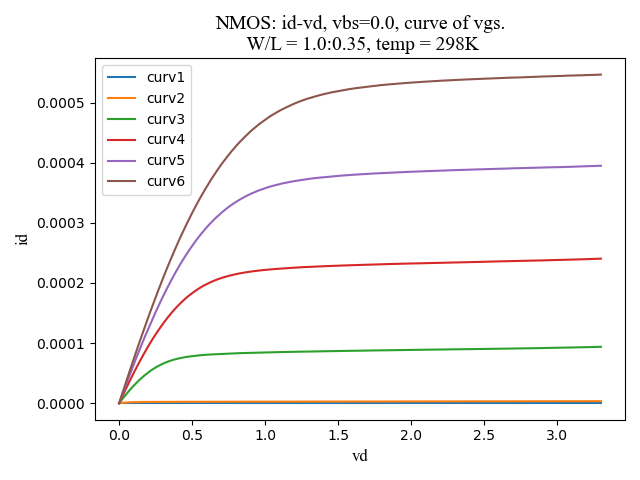 NMOS: id-vd, vbs=0.0, curve of vgs.
W/L = 1.0:0.35, temp = 298K
curv1
curv2
curv3
curv4
curv5
curv6
0.0005
0.0004
0.0003
0.0002
0.0001
0.0000
id
0.0 0.5 1.0 1.5 2.0 2.5 3.0
vd